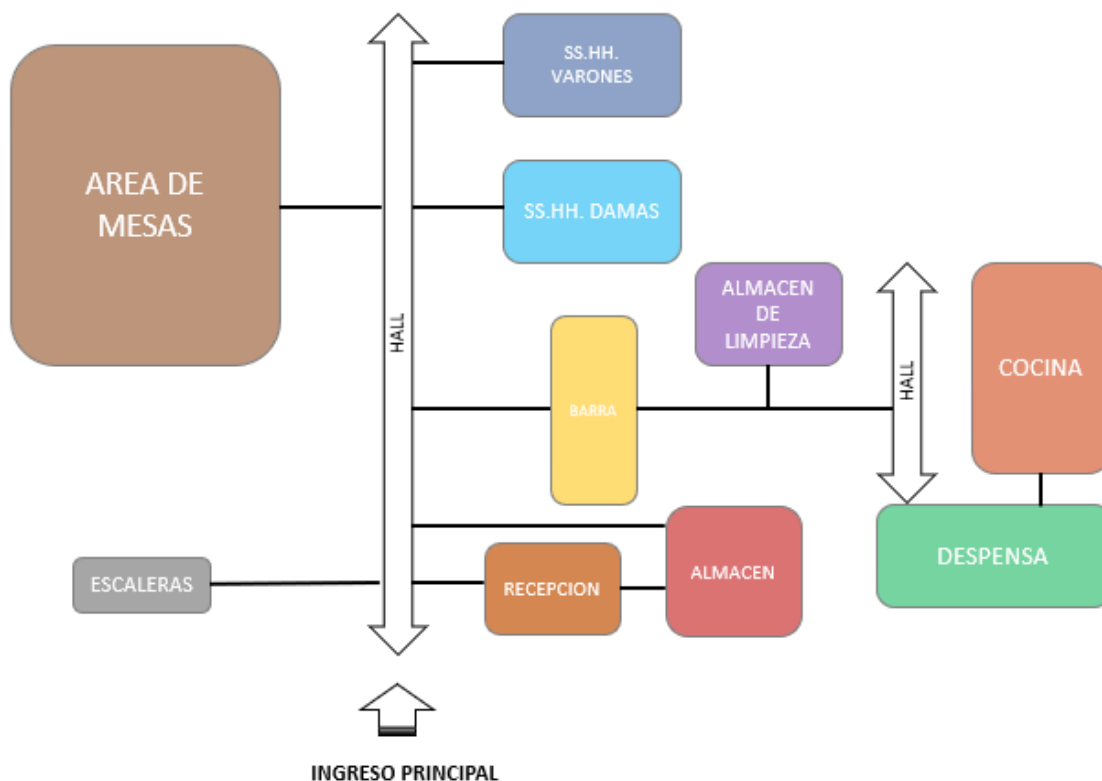 SS.HH.
VARONES
AREA DE
MESAS
SS.HH. DAMAS
ALMACEN
DE
LIMPIEZA
HALL
HALL
COCINA
BARRA
DESPENSA
ALMACEN
ESCALERAS
RECEPCION
INGRESO PRINCIPAL